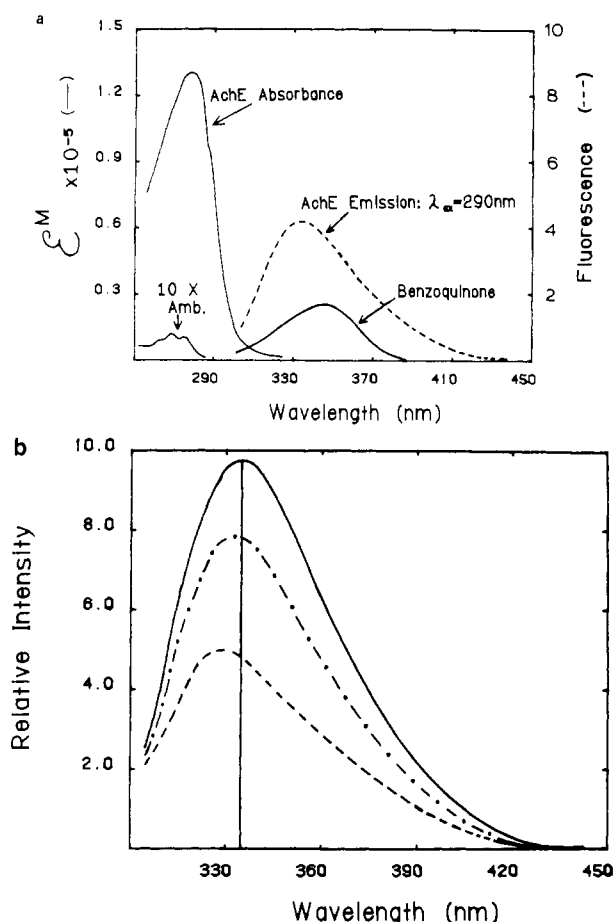 a
1.5
1.2
0.9
0.6
0.3
ℰᴹ x10⁻⁵ (—)
AchE Absorbance
AchE Emission: λ ex=290nm
Benzoquinone
10 X
Amb.
10
8
6
4
2
Fluorescence (---)
290
330
370
410
450
Wavelength (nm)
b
10.0
8.0
6.0
4.0
2.0
Relative Intensity
330
360
390
420
450
Wavelength (nm)